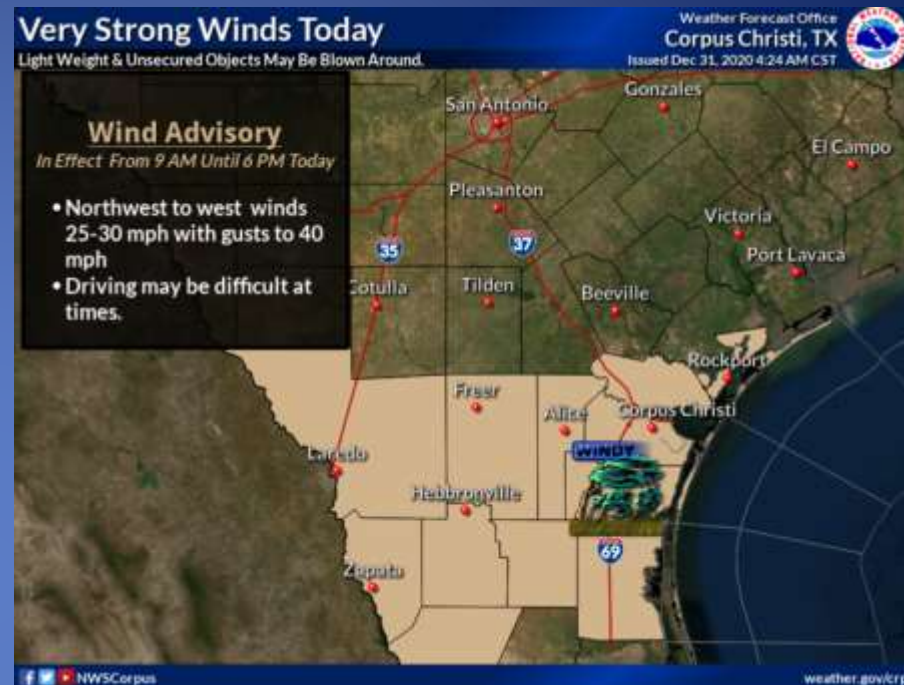 Very Strong Winds Today
Light Weight & Unsecured Objects May Be Blown Around.
Weather Forecast Office
Corpus Christi, TX
Issued Dec 31, 2020 4:24 AM CST
Wind Advisory
In Effect From 9 AM Until 6 PM Today
• Northwest to west winds
25-30 mph with gusts to 40
mph
• Driving may be difficult at
times.
San Antonio
Gonzales
El Campo
Pleasanton
Victoria
35
37
Port Lavaca
Cotulla
Tilden
Beeville
Rockport
Freer
Alice
Corpus Christi
WINDY
Laredo
Hebbronville
69
Zapata
NWSCorpus
weather.gov/crp